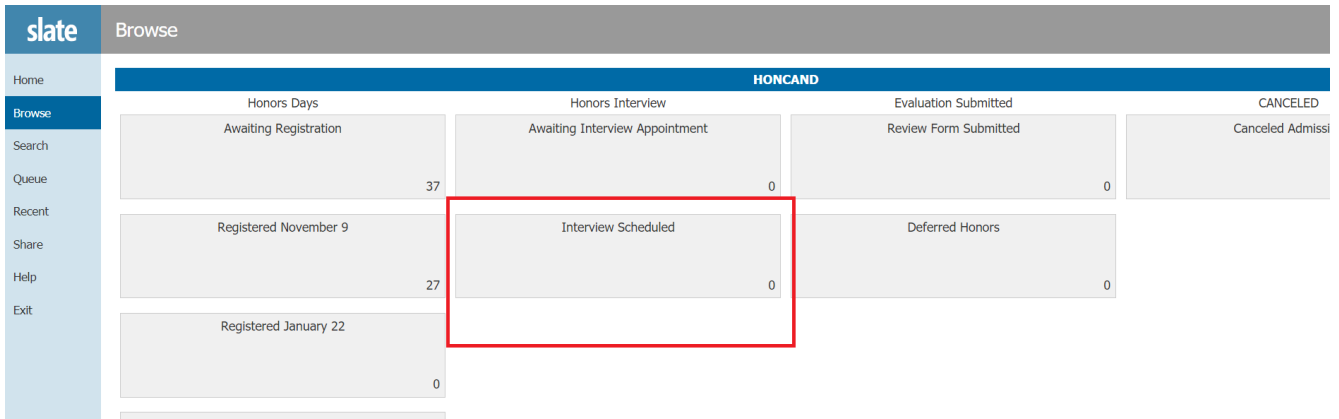 slate
Browse
Home
Browse
Search
Queue
Recent
Share
Help
Exit
HONCAND
Honors Days
Honors Interview
Evaluation Submitted
CANCELED
Awaiting Registration
37
Awaiting Interview Appointment
0
Review Form Submitted
0
Canceled Admissi
Registered November 9
27
Interview Scheduled
0
Deferred Honors
0
Registered January 22
0